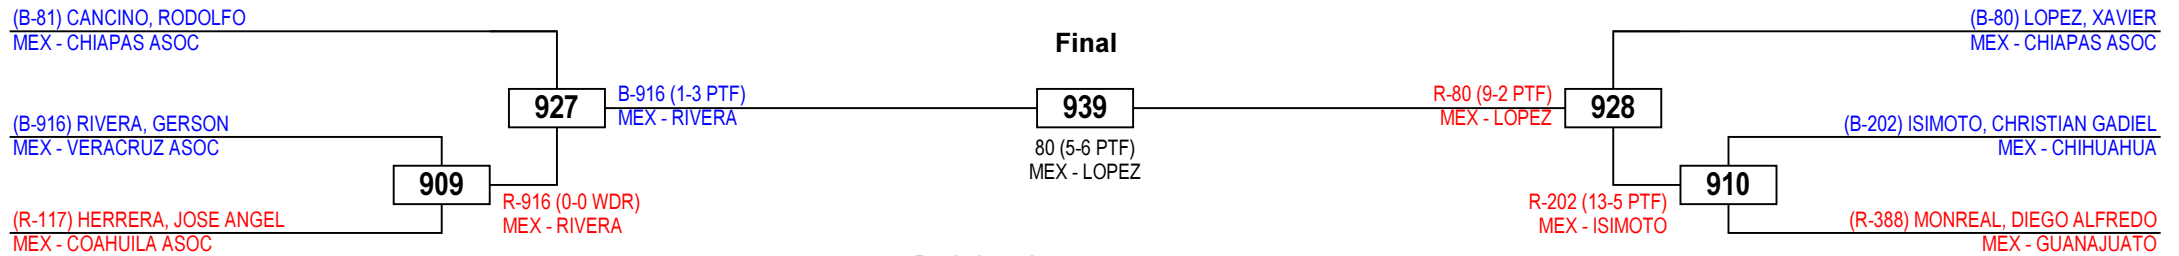 (B-81) CANCINO, RODOLFO
MEX - CHIAPAS ASOC
(B-916) RIVERA, GERSON
MEX - VERACRUZ ASOC
(R-117) HERRERA, JOSE ANGEL
MEX - COAHUILA ASOC
909
R-916 (0-0 WDR)
MEX - RIVERA
927
B-916 (1-3 PTF)
MEX - RIVERA
Final
939
80 (5-6 PTF)
MEX - LOPEZ
R-80 (9-2 PTF)
MEX - LOPEZ
928
R-202 (13-5 PTF)
MEX - ISIMOTO
910
(B-80) LOPEZ, XAVIER
MEX - CHIAPAS ASOC
(B-202) ISIMOTO, CHRISTIAN GADIEL
MEX - CHIHUAHUA
(R-388) MONREAL, DIEGO ALFREDO
MEX - GUANAJUATO